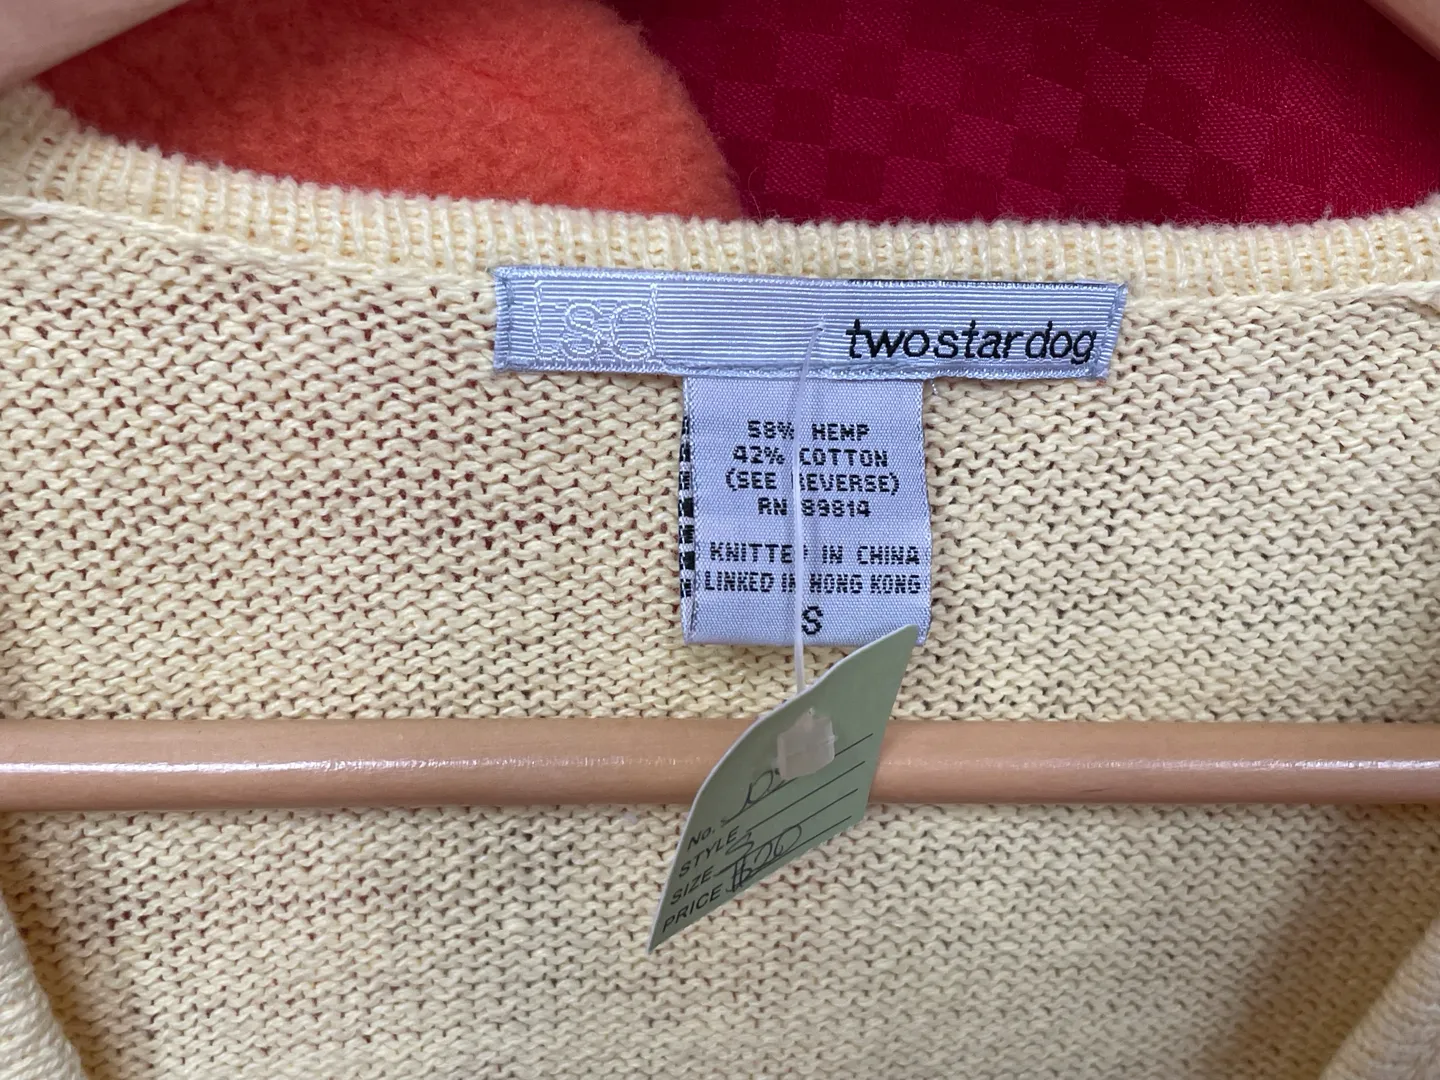 tsd twostardog
58% HEMP
42% COTTON
(SEE REVERSE)
RN 89814
KNITTED IN CHINA
LINKED IN HONG KONG
S
No.
STYLE
SIZE S
PRICE $20